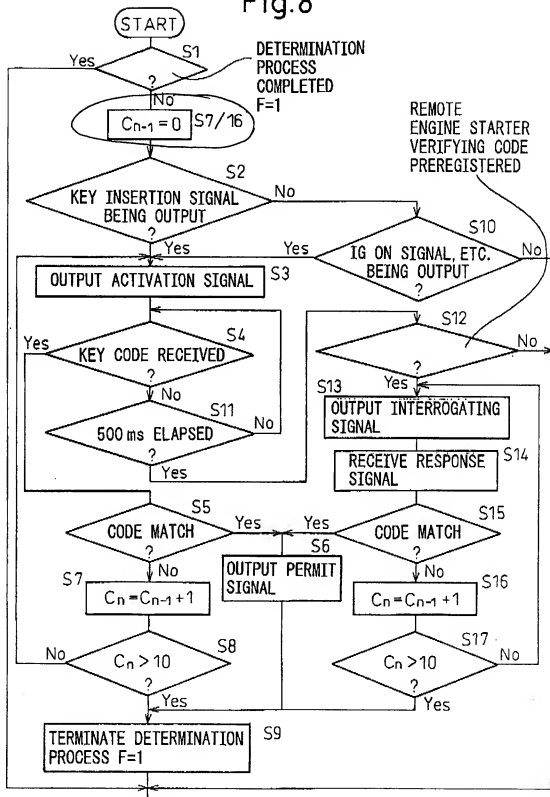 Fig.8
START
S1
Yes
?
No
DETERMINATION
PROCESS
COMPLETED
F=1
Cn-1=0
S7/16
REMOTE
ENGINE STARTER
VERIFYING CODE
PREREGISTERED
S2
KEY INSERTION SIGNAL
BEING OUTPUT
?
No
Yes
S10
IG ON SIGNAL, ETC.
BEING OUTPUT
?
Yes
No
OUTPUT ACTIVATION SIGNAL
S3
S4
Yes
KEY CODE RECEIVED
?
No
S12
?
No
Yes
S11
500 ms ELAPSED
?
No
Yes
S13
OUTPUT INTERROGATING
SIGNAL
S14
RECEIVE RESPONSE
SIGNAL
S5
CODE MATCH
?
Yes
No
S6
OUTPUT PERMIT
SIGNAL
S15
Yes
CODE MATCH
?
No
S7
Cn=Cn-1+1
S16
Cn=Cn-1+1
S8
No
Cn>10
?
Yes
S17
Cn>10
?
No
Yes
TERMINATE DETERMINATION
PROCESS F=1
S9